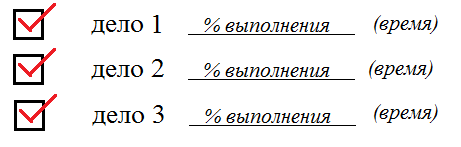 дело 1 % выполнения (время)
дело 2 % выполнения (время)
дело 3 % выполнения (время)